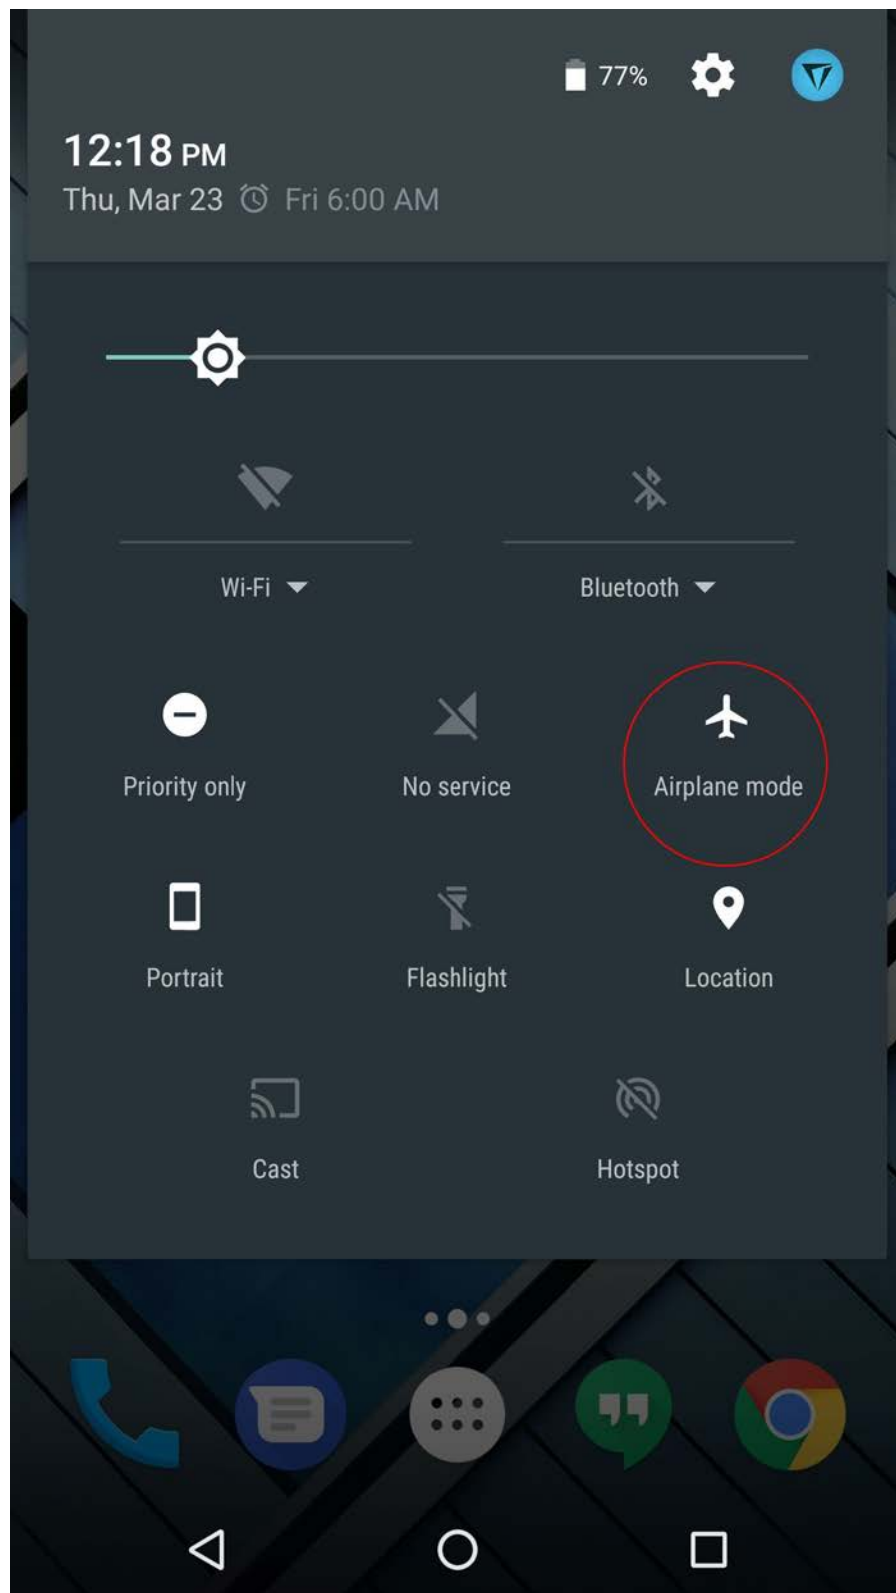 77%
12:18 PM
Thu, Mar 23 Fri 6:00 AM
Wi-Fi Bluetooth
Priority only No service Airplane mode
Portrait Flashlight Location
Cast Hotspot